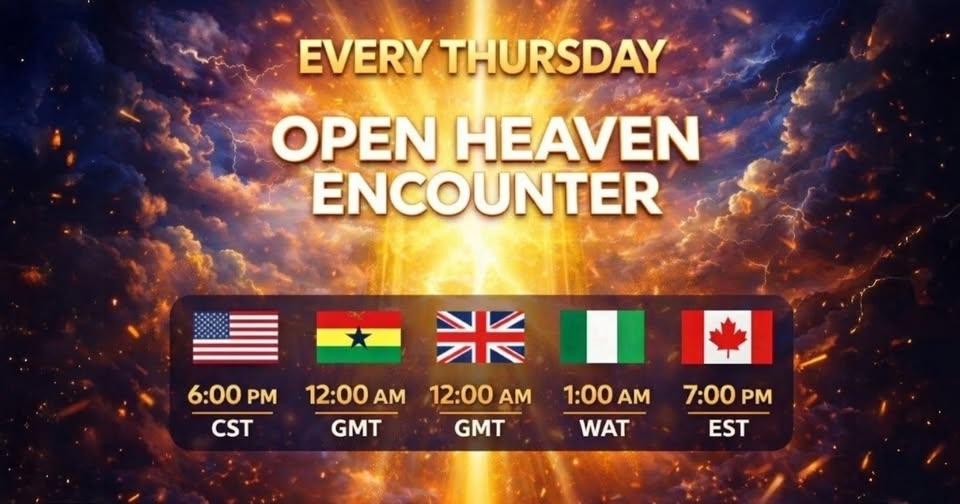 EVERY THURSDAY
OPEN HEAVEN
ENCOUNTER
6:00 PM 12:00 AM 12:00 AM 1:00 AM 7:00 PM
CST GMT GMT WAT EST